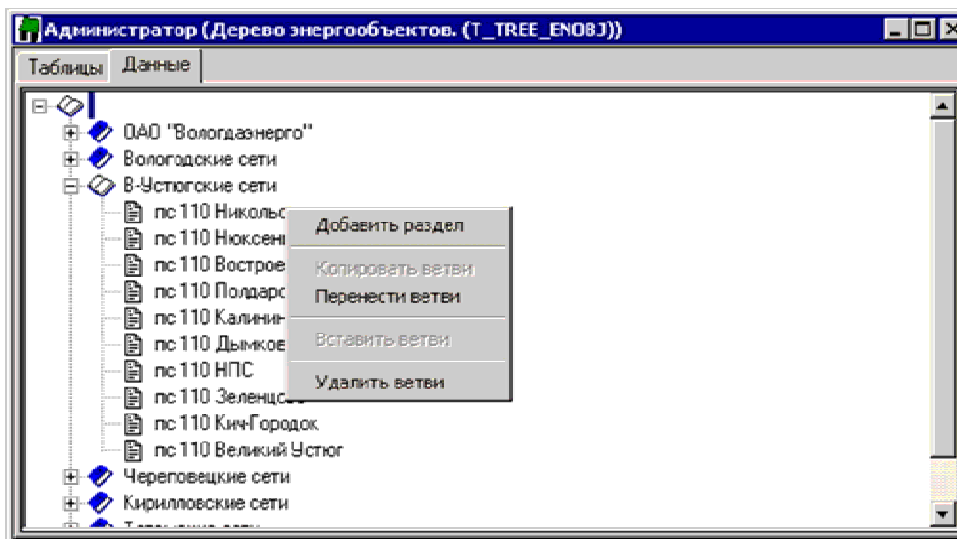 Администратор (Дерево энергообъектов. (T_TREE_ENOBJ))
Таблицы Данные
ОАО "Вологдаэнерго"
Вологодские сети
В-Устюгские сети
пс 110 Никольс
пс 110 Нюксен
пс 110 Вострое
пс 110 Полдарс
пс 110 Калинин
пс 110 Дымков
пс 110 НПС
пс 110 Зеленцо
пс 110 Кич-Городок
пс 110 Великий Устюг
Череповецкие сети
Кирилловские сети
Добавить раздел
Копировать ветви
Перенести ветви
Вставить ветви
Удалить ветви